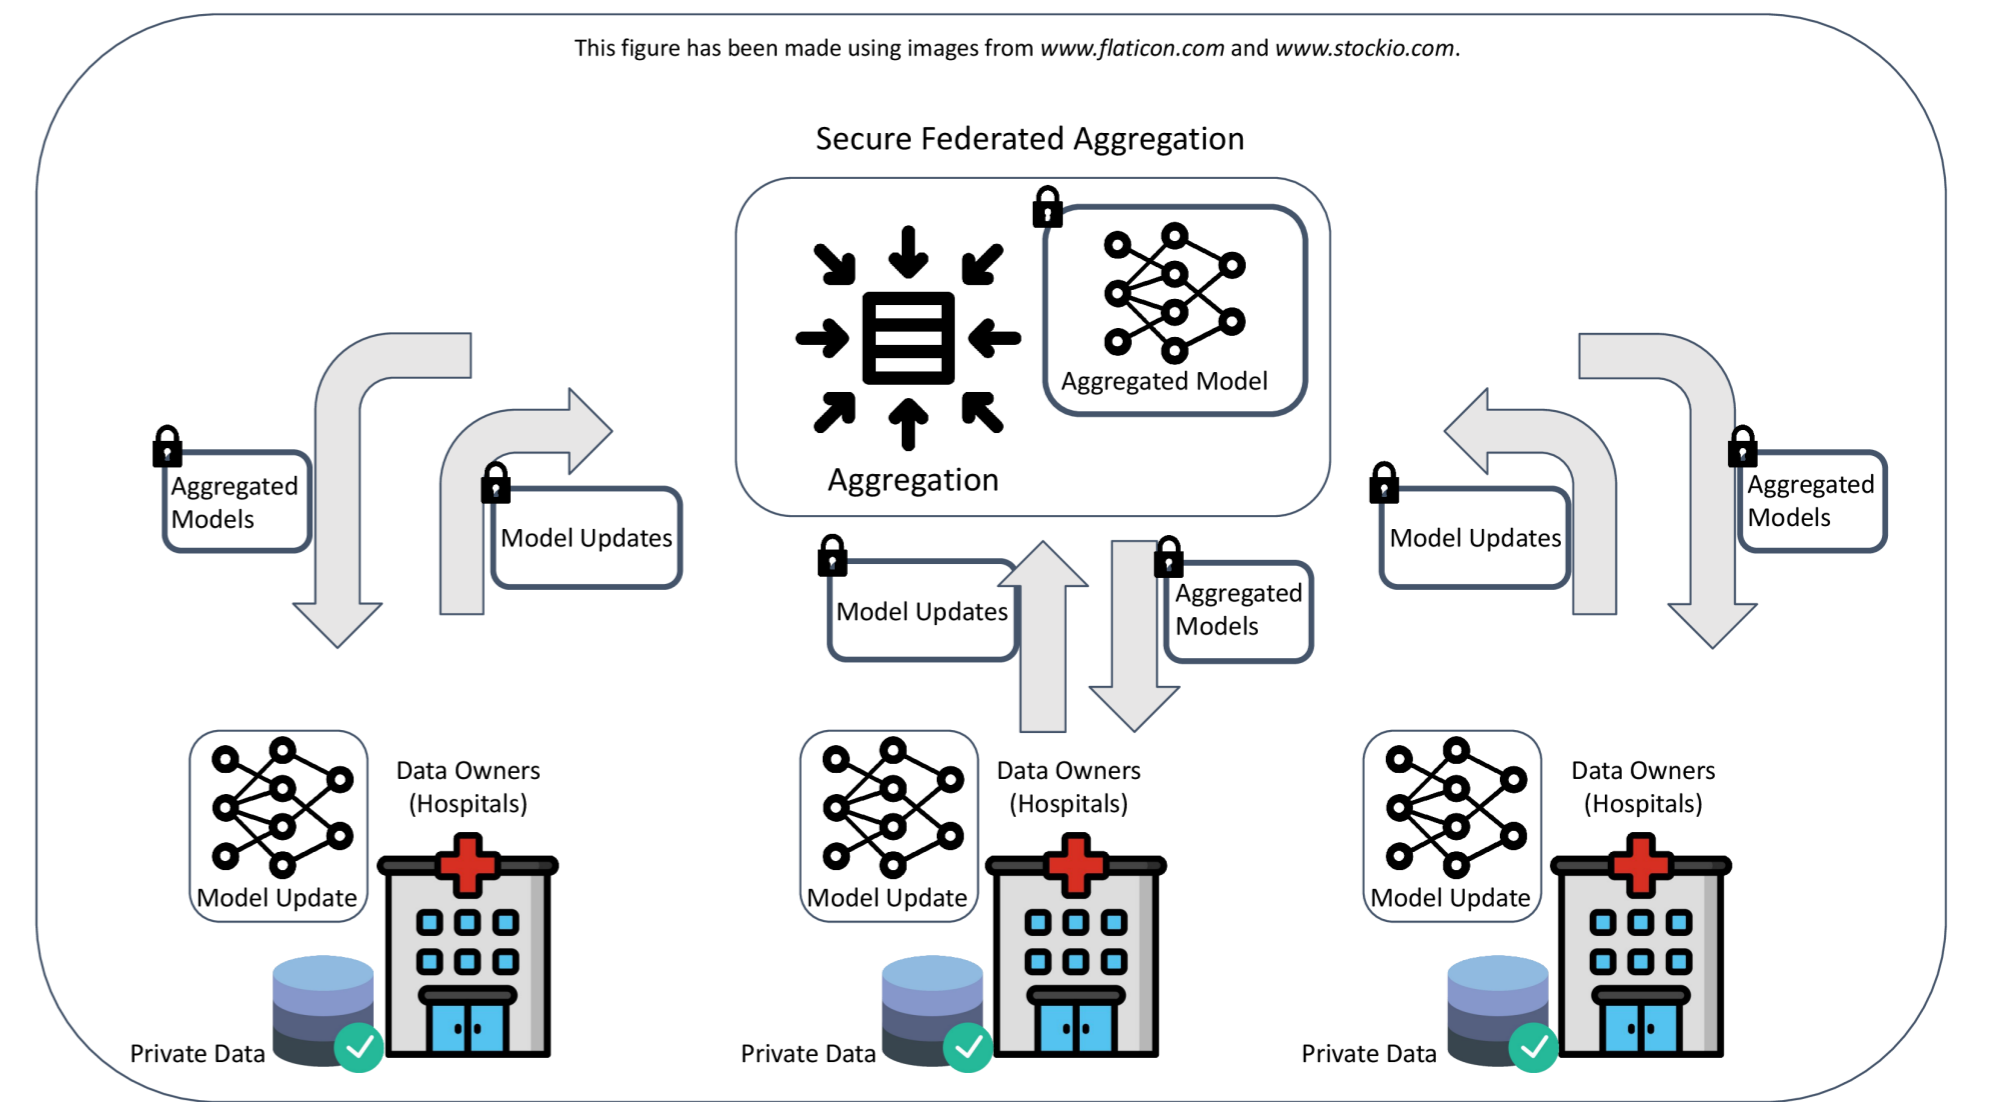 This figure has been made using images from www.flaticon.com and www.stockio.com.
Secure Federated Aggregation
Aggregated Model
Aggregation
Aggregated
Models
Model Updates
Model Updates
Aggregated
Models
Model Updates
Aggregated
Models
Model Update
Data Owners
(Hospitals)
Private Data
Model Update
Data Owners
(Hospitals)
Private Data
Model Update
Data Owners
(Hospitals)
Private Data